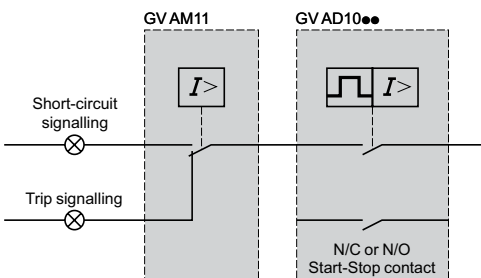 GV AM11
GV AD10●●
I>
I>
Short-circuit
signalling
Trip signalling
N/C or N/O
Start-Stop contact